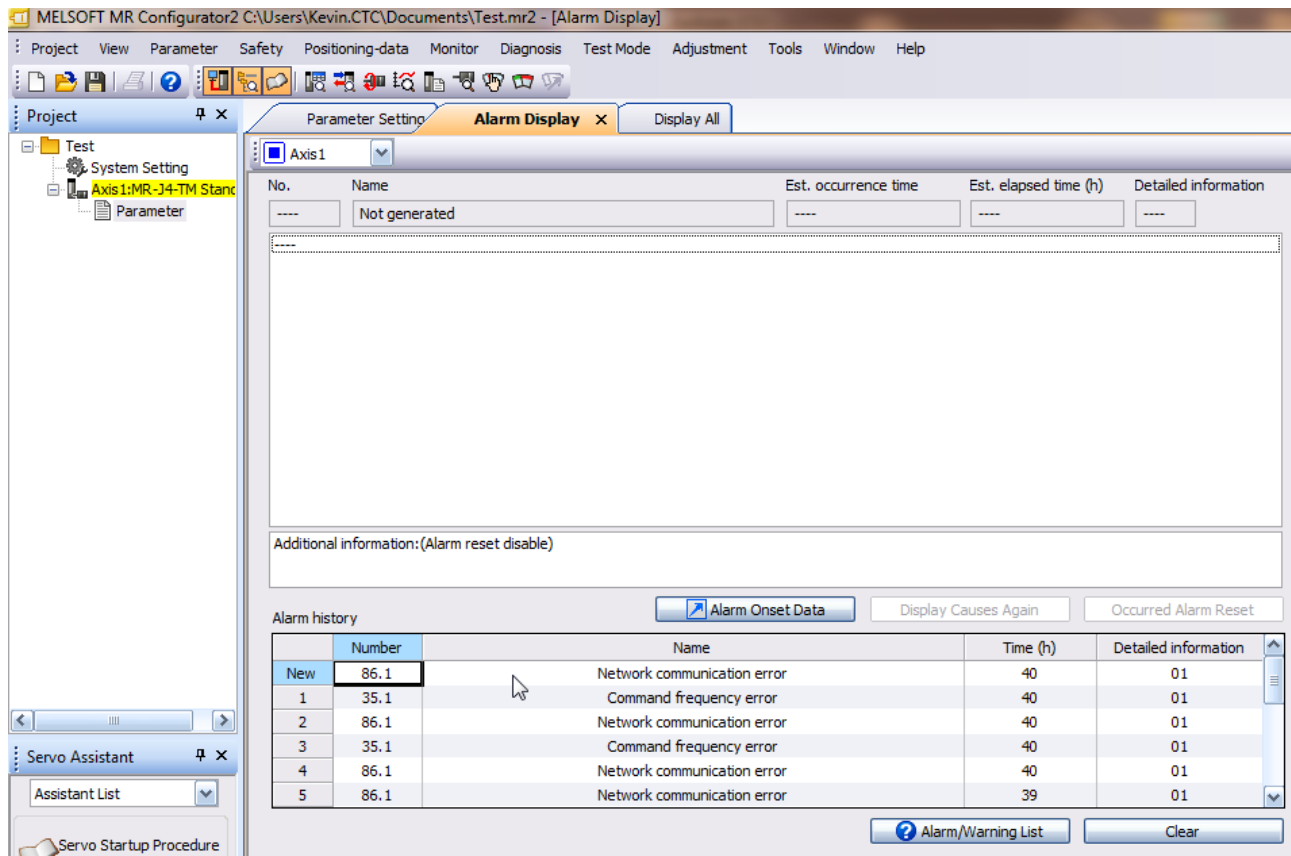 MELSOFT MR Configurator2 C:\Users\Kevin.CTC\Documents\Test.mr2 - [Alarm Display]
Project View Parameter Safety Positioning-data Monitor Diagnosis Test Mode Adjustment Tools Window Help
Project
Test
System Setting
Axis1:MR-J4-TM Stand
Parameter
Parameter Setting Alarm Display X Display All
Axis1
No. Name Est. occurrence time Est. elapsed time (h) Detailed information
---- Not generated ---- ---- ----
----
Additional information:(Alarm reset disable)
Alarm Onset Data Display Causes Again Occurred Alarm Reset
Alarm history
Number Name Time (h) Detailed information
New 86.1 Network communication error 40 01
1 35.1 Command frequency error 40 01
2 86.1 Network communication error 40 01
3 35.1 Command frequency error 40 01
4 86.1 Network communication error 40 01
5 86.1 Network communication error 39 01
Alarm/Warning List Clear
Servo Assistant
Assistant List
Servo Startup Procedure